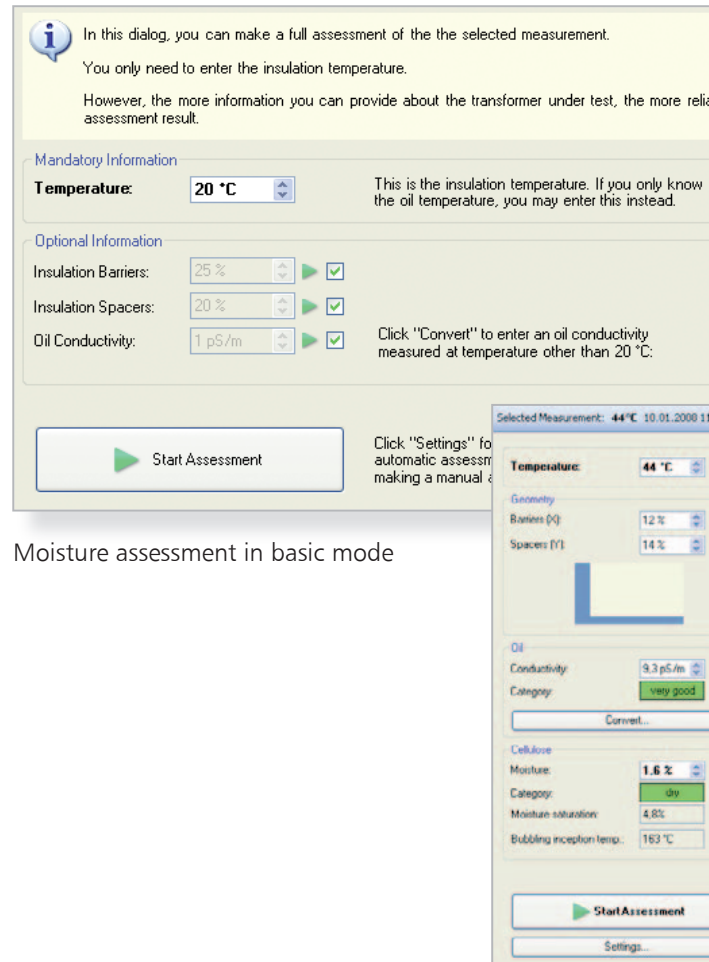 In this dialog, you can make a full assessment of the the selected measurement.
You only need to enter the insulation temperature.
However, the more information you can provide about the transformer under test, the more relia
assessment result.
Mandatory Information
Temperature: 20 °C
This is the insulation temperature. If you only know
the oil temperature, you may enter this instead.
Optional Information
Insulation Barriers: 25 %
Insulation Spacers: 20 %
Oil Conductivity: 1 pS/m
Click "Convert" to enter an oil conductivity
measured at temperature other than 20 °C:
Start Assessment
Click "Settings" fo
automatic assessm
making a manual a
Moisture assessment in basic mode
Selected Measurement: 44°C 10.01.2008 11
Temperature: 44 °C
Geometry
Barriers (X): 12 %
Spacers (Y): 14 %
Oil
Conductivity: 9.3 pS/m
Category: very good
Convert...
Cellulose
Moisture: 1.6 %
Category: dry
Moisture saturation: 4,8%
Bubbling inception temp.: 163 °C
Start Assessment
Settings...